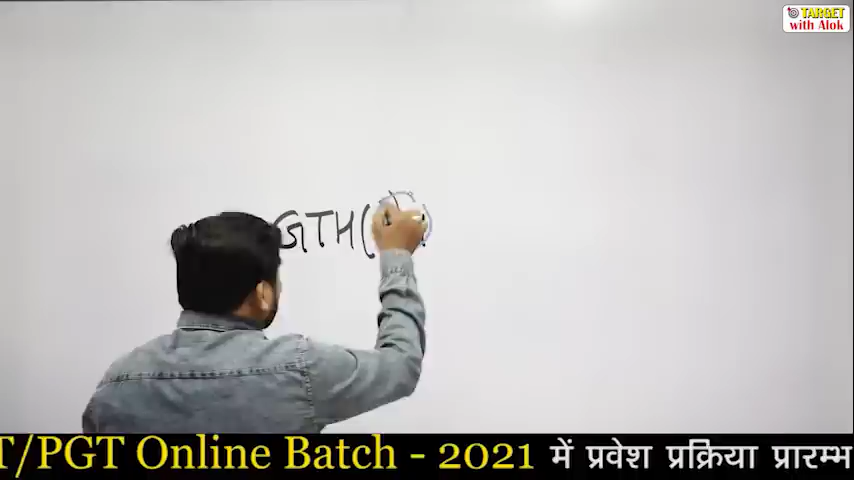 TARGET
with Alok
GTH(
T/PGT Online Batch - 2021 में प्रवेश प्रक्रिया प्रारम्भ